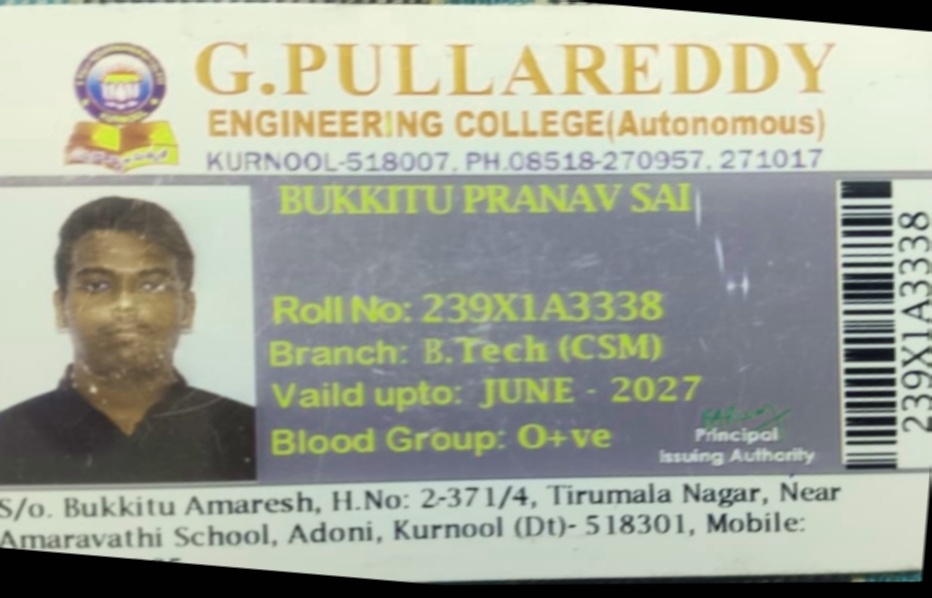 G.PULLAREDDY
ENGINEERING COLLEGE(Autonomous)
KURNOOL-518007, PH.08518-270957, 271017
BUKKITU PRANAV SAI
Roll No: 239X1A3338
Branch: B.Tech (CSM)
Vaild upto: JUNE - 2027
Blood Group: O+ve
Principal
Issuing Authority
239X1A3338
S/o. Bukkitu Amaresh, H.No: 2-371/4, Tirumala Nagar, Near
Amaravathi School, Adoni, Kurnool (Dt)- 518301, Mobile: